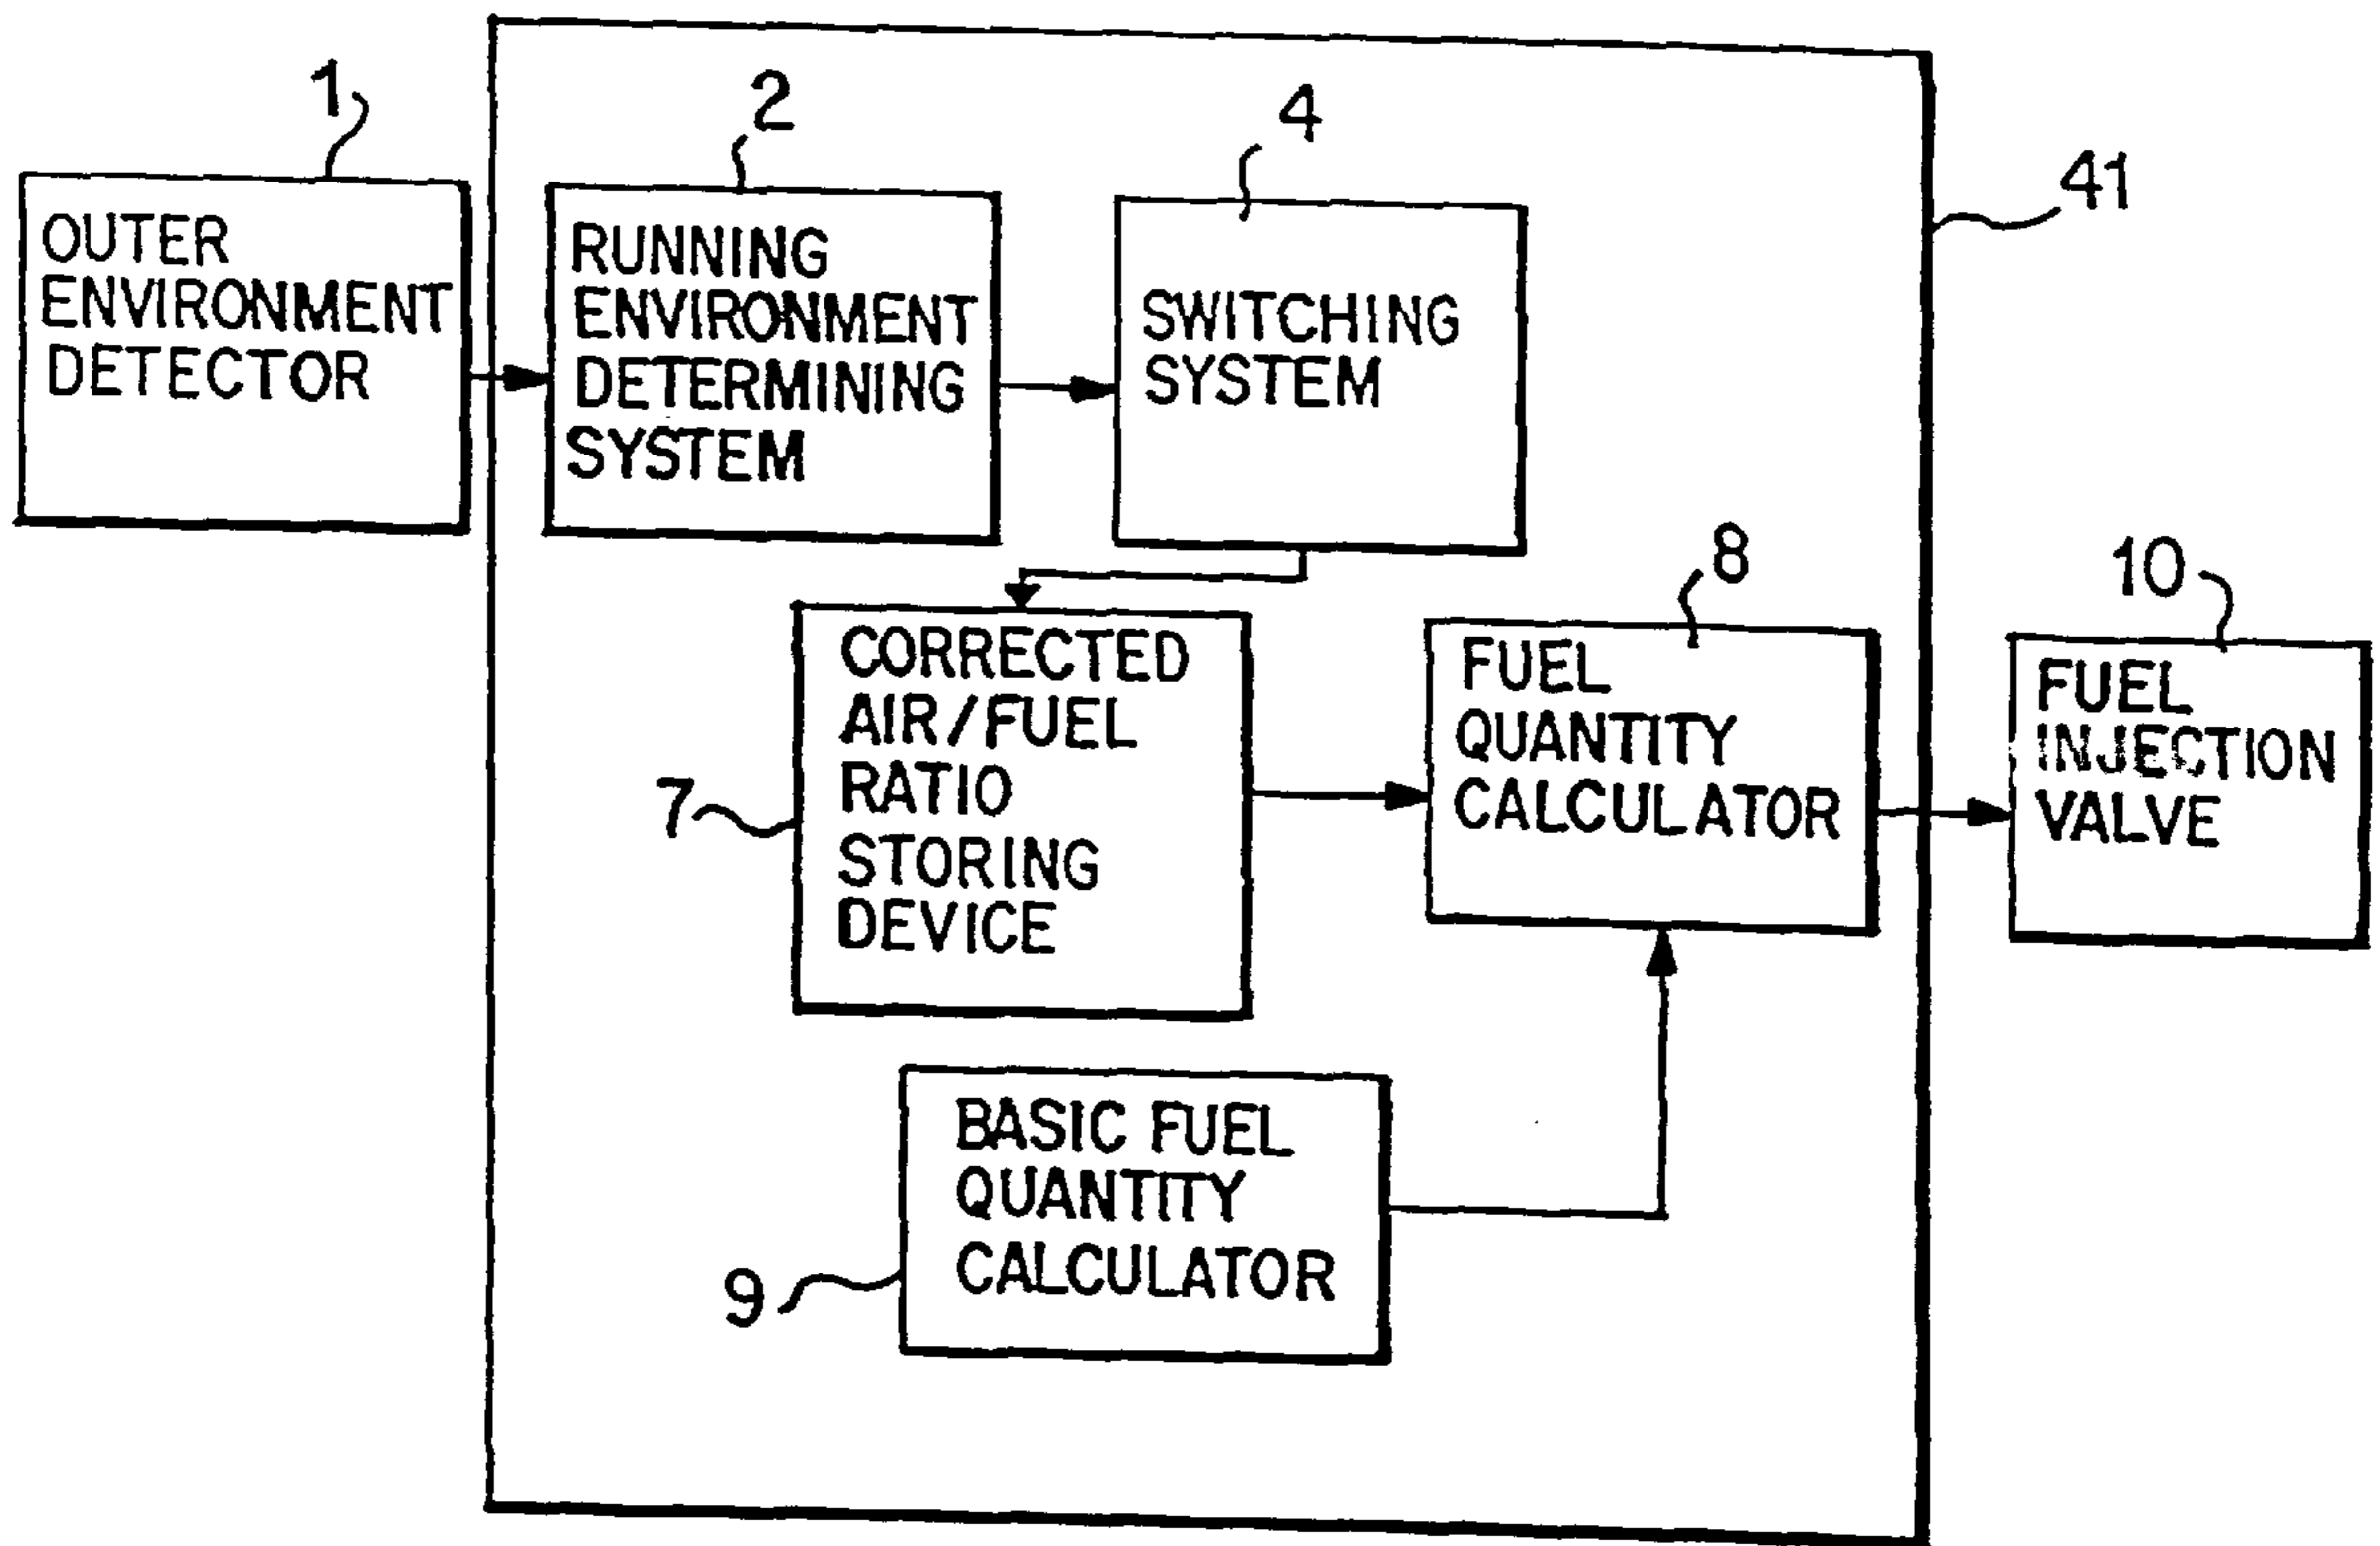 1
2
4
41
OUTER
ENVIRONMENT
DETECTOR
RUNNING
ENVIRONMENT
DETERMINING
SYSTEM
SWITCHING
SYSTEM
7
CORRECTED
AIR/FUEL
RATIO
STORING
DEVICE
8
FUEL
QUANTITY
CALCULATOR
10
FUEL
INJECTION
VALVE
9
BASIC FUEL
QUANTITY
CALCULATOR